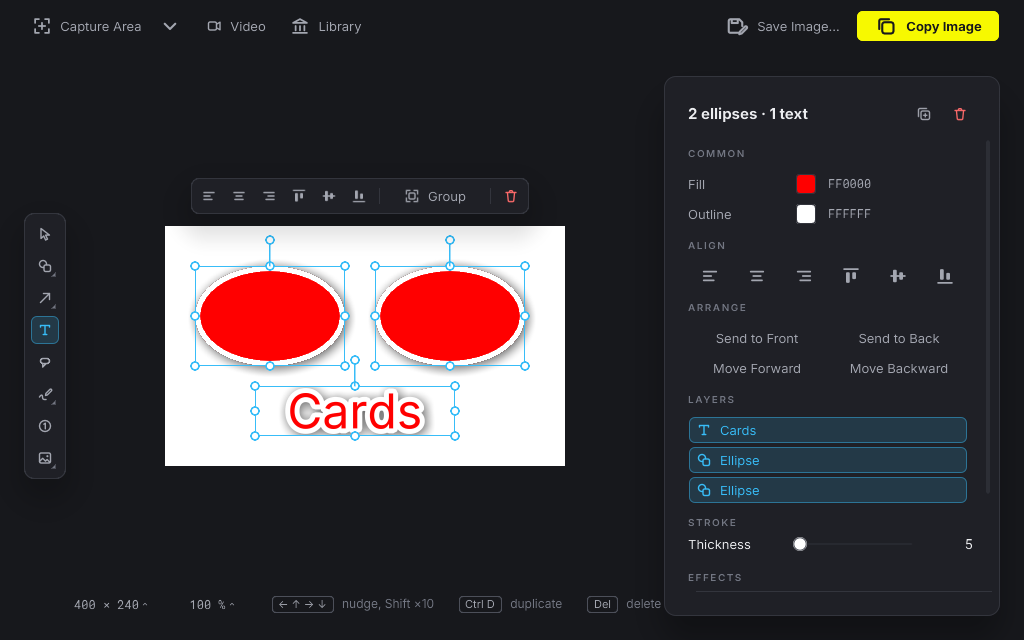 Capture Area
Video
Library
Save Image...
Copy Image
2 ellipses · 1 text
COMMON
Fill
FF0000
Outline
FFFFFF
ALIGN
Group
ARRANGE
Send to Front
Send to Back
Move Forward
Move Backward
LAYERS
Cards
Ellipse
Ellipse
Cards
STROKE
Thickness
5
EFFECTS
400 × 240
100 %
← ↑ → ↓ nudge, Shift ×10
Ctrl D duplicate
Del delete